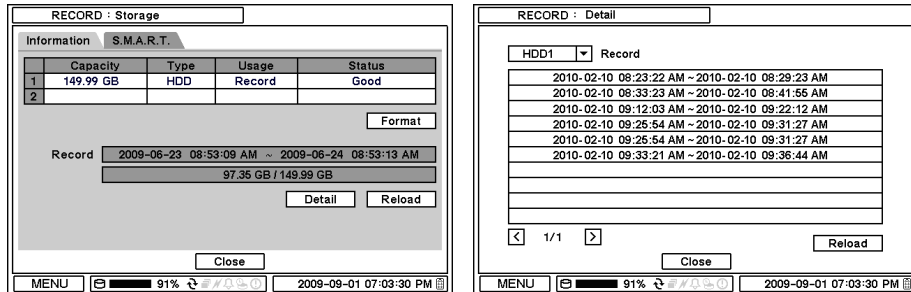 RECORD : Storage
Information S.M.A.R.T.
Capacity Type Usage Status
1 149.99 GB HDD Record Good
2
Format
Record 2009-06-23 08:53:09 AM ~ 2009-06-24 08:53:13 AM
97.35 GB / 149.99 GB
Detail Reload
Close
MENU 91% 2009-09-01 07:03:30 PM
RECORD : Detail
HDD1 Record
2010-02-10 08:23:22 AM ~ 2010-02-10 08:29:23 AM
2010-02-10 08:33:23 AM ~ 2010-02-10 08:41:55 AM
2010-02-10 09:12:03 AM ~ 2010-02-10 09:22:12 AM
2010-02-10 09:25:54 AM ~ 2010-02-10 09:31:27 AM
2010-02-10 09:25:54 AM ~ 2010-02-10 09:31:27 AM
2010-02-10 09:33:21 AM ~ 2010-02-10 09:36:44 AM
< 1/1 >
Reload
Close
MENU 91% 2009-09-01 07:03:30 PM